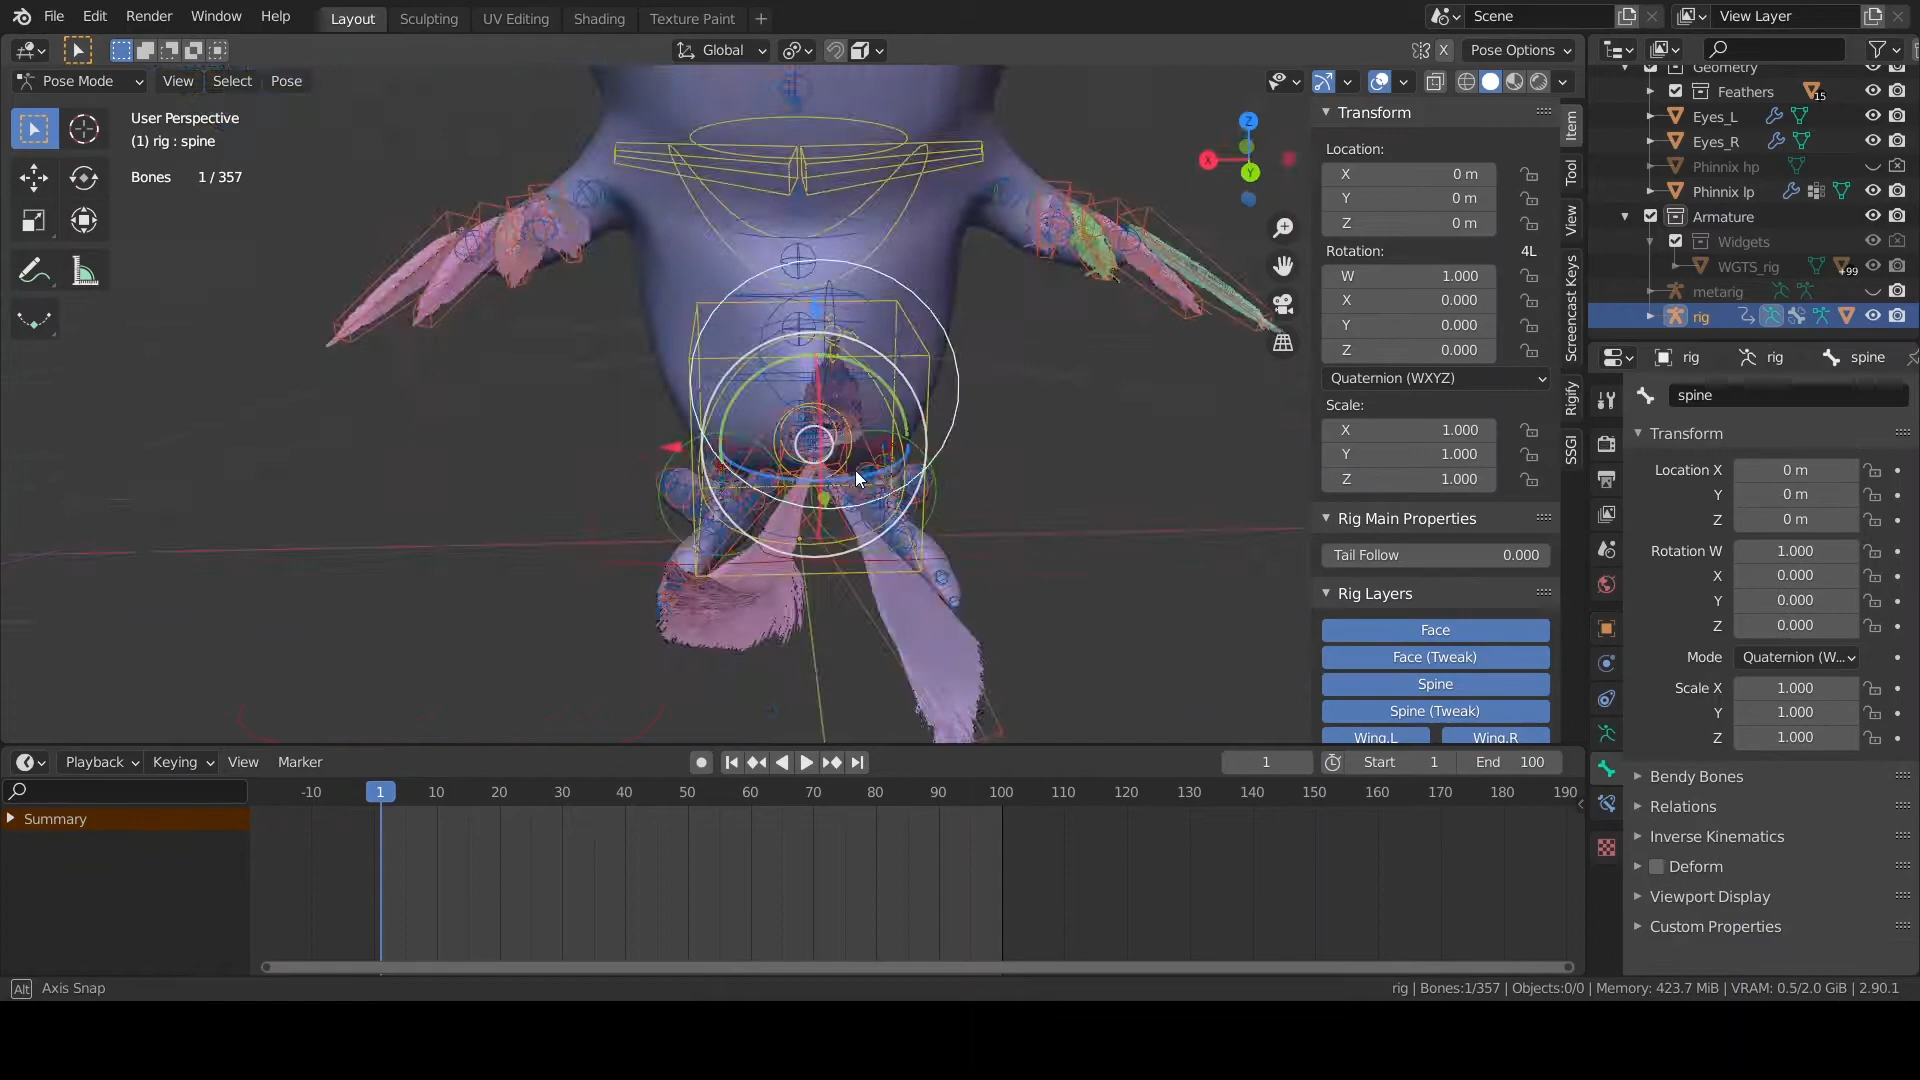 File Edit Render Window Help Layout Sculpting UV Editing Shading Texture Paint + Scene View Layer
Global X Pose Options
Pose Mode View Select Pose
User Perspective
(1) rig : spine
Bones 1 / 357
Z
X
Y
Transform
Location:
X 0 m
Y 0 m
Z 0 m
Rotation: 4L
W 1.000
X 0.000
Y 0.000
Z 0.000
Quaternion (WXYZ)
Scale:
X 1.000
Y 1.000
Z 1.000
Rig Main Properties
Tail Follow 0.000
Rig Layers
Face
Face (Tweak)
Spine
Spine (Tweak)
Wing.L Wing.R
Item
Tool
View
Screencast Keys
Rigify
SSGI
Geometry
Feathers 15
Eyes_L
Eyes_R
Phinnix hp
Phinnix lp
Armature
Widgets
WGTS_rig +99
metarig
rig
rig rig spine
spine
Transform
Location X 0 m
Y 0 m
Z 0 m
Rotation W 1.000
X 0.000
Y 0.000
Z 0.000
Mode Quaternion (W...
Scale X 1.000
Y 1.000
Z 1.000
Bendy Bones
Relations
Inverse Kinematics
Deform
Viewport Display
Custom Properties
Playback Keying View Marker 1 Start 1 End 100
-10 1 10 20 30 40 50 60 70 80 90 100 110 120 130 140 150 160 170 180 190
Summary
Alt Axis Snap
rig | Bones:1/357 | Objects:0/0 | Memory: 423.7 MiB | VRAM: 0.5/2.0 GiB | 2.90.1